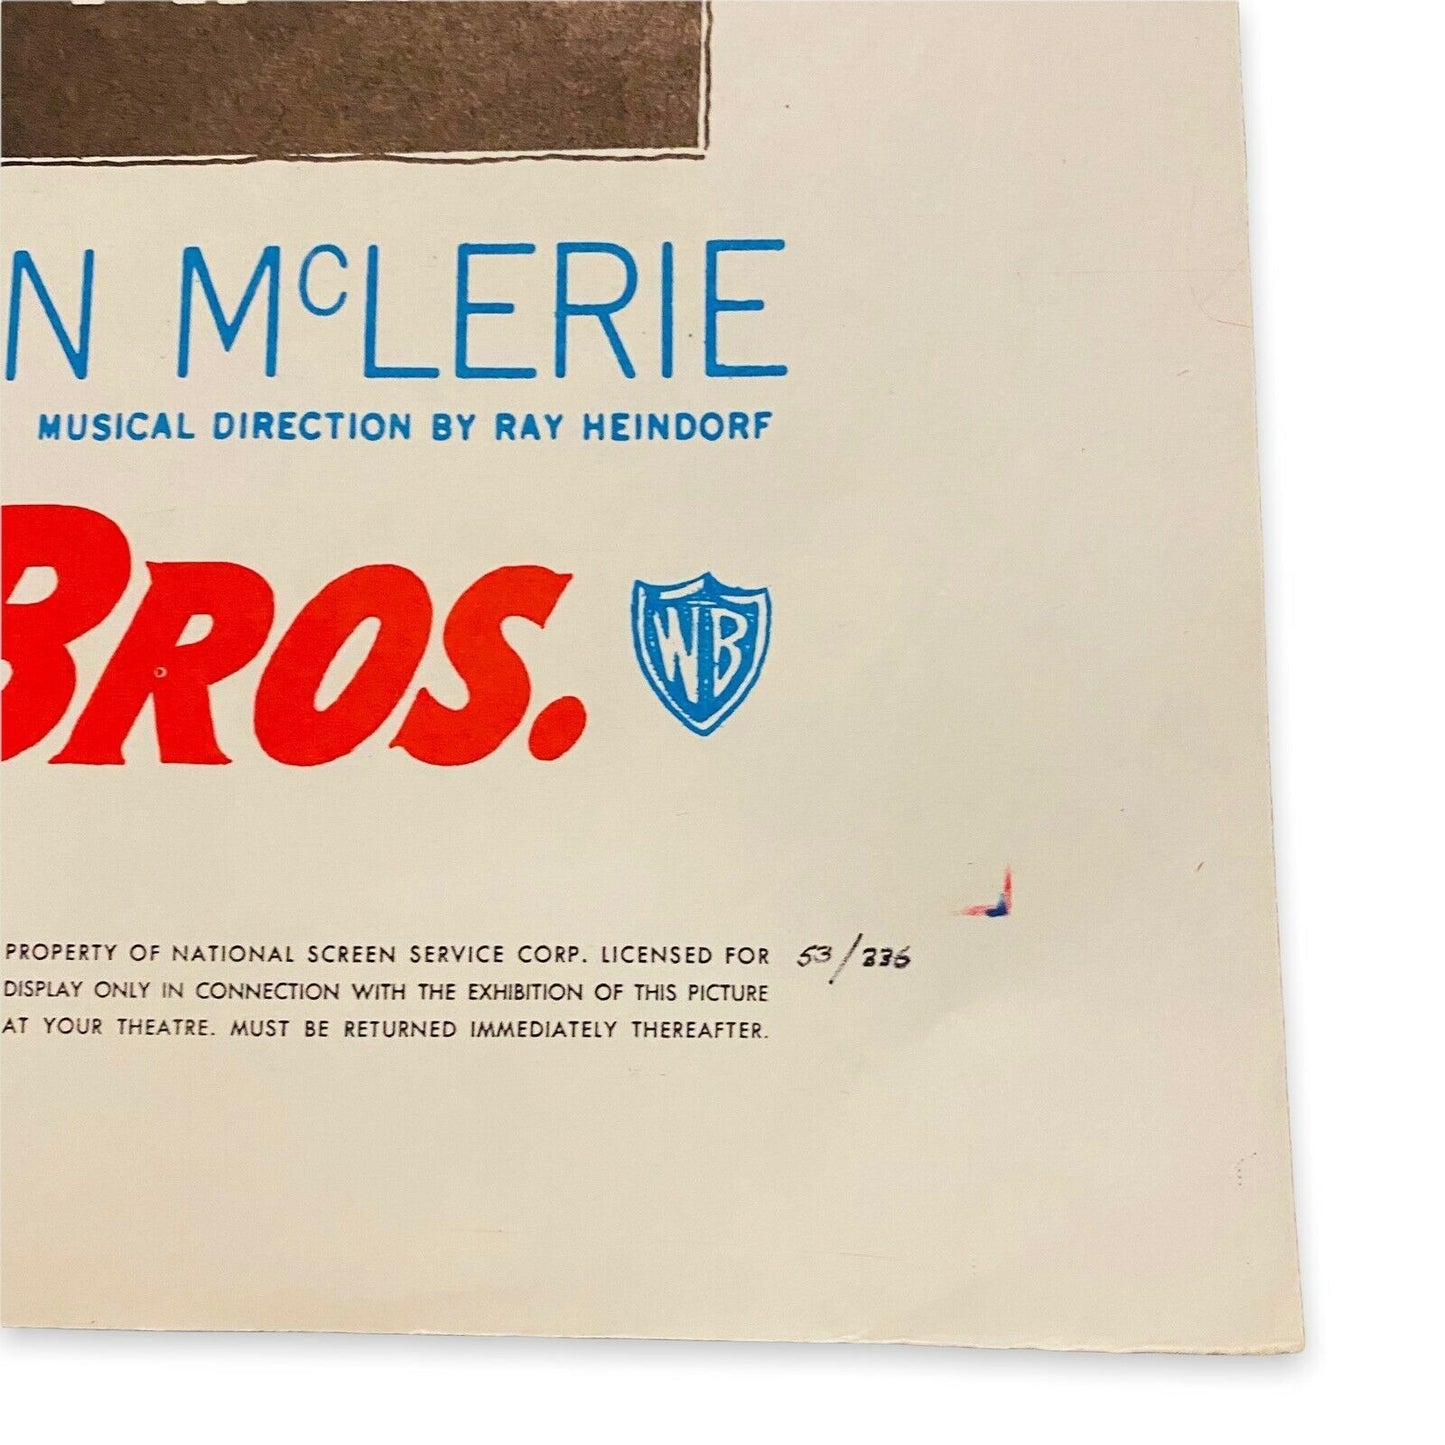 N McLERIE
MUSICAL DIRECTION BY RAY HEINDORF
BROS.
WB
PROPERTY OF NATIONAL SCREEN SERVICE CORP. LICENSED FOR 53/336
DISPLAY ONLY IN CONNECTION WITH THE EXHIBITION OF THIS PICTURE
AT YOUR THEATRE. MUST BE RETURNED IMMEDIATELY THEREAFTER.